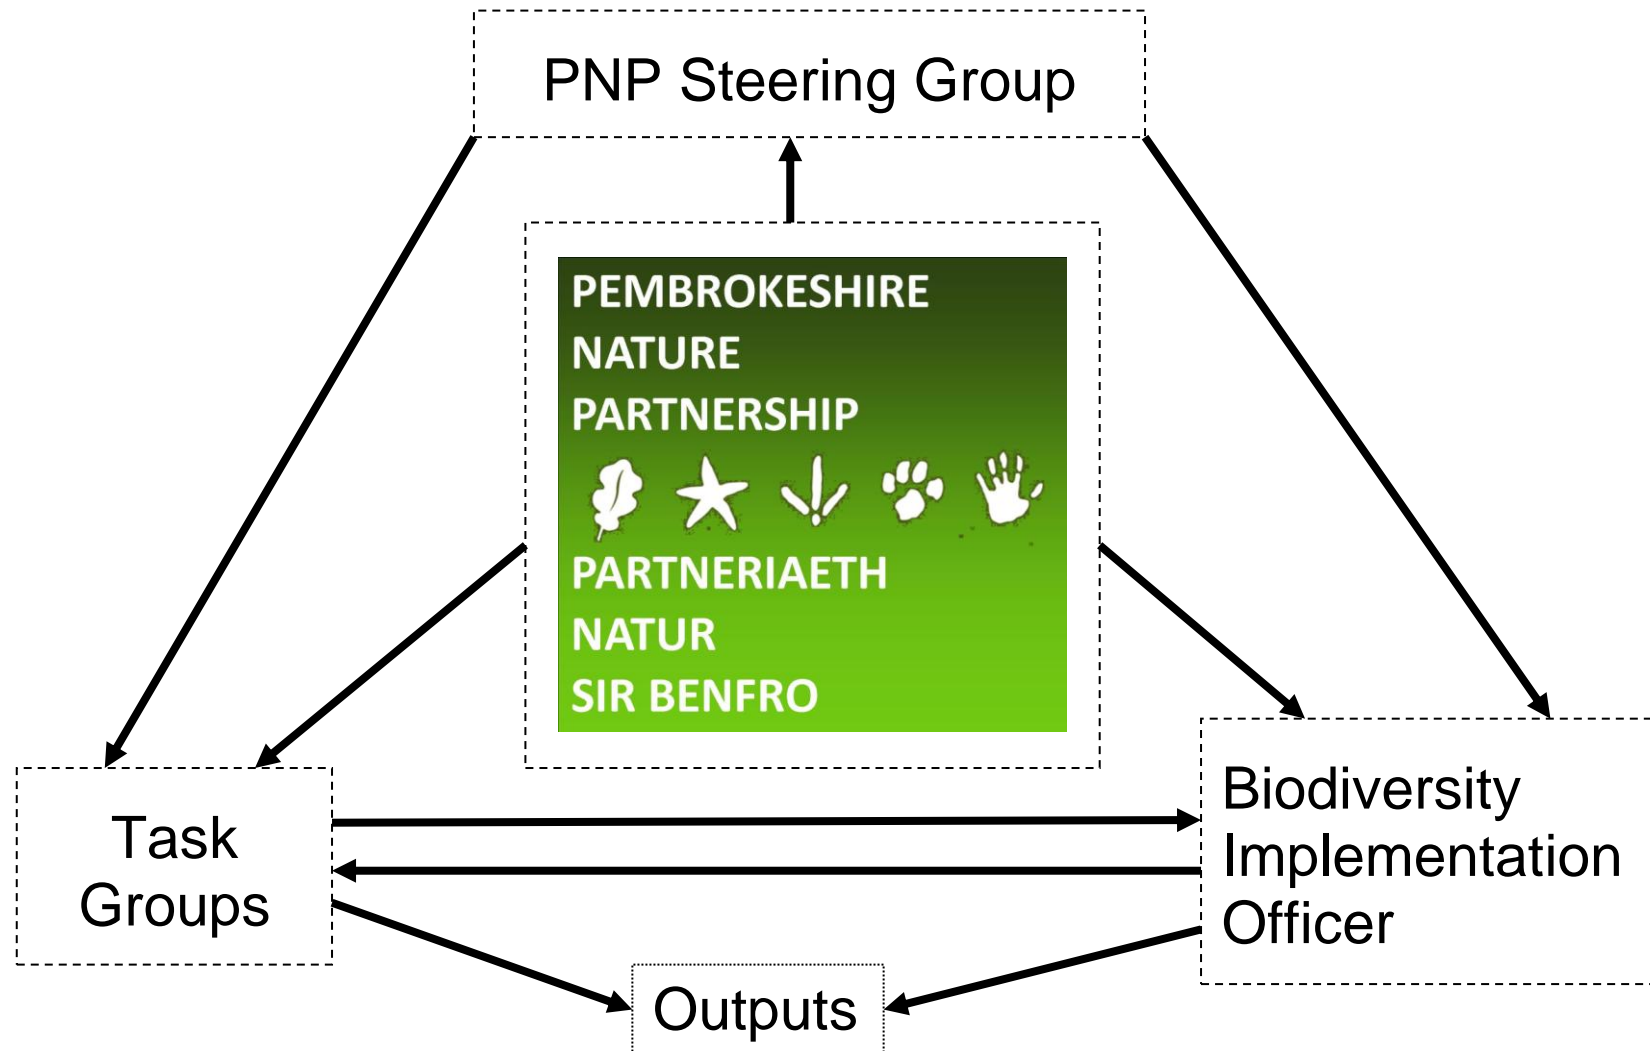 PNP Steering Group
PEMBROKESHIRE
NATURE
PARTNERSHIP
PARTNERIAETH
NATUR
SIR BENFRO
Task
Groups
Biodiversity
Implementation
Officer
Outputs